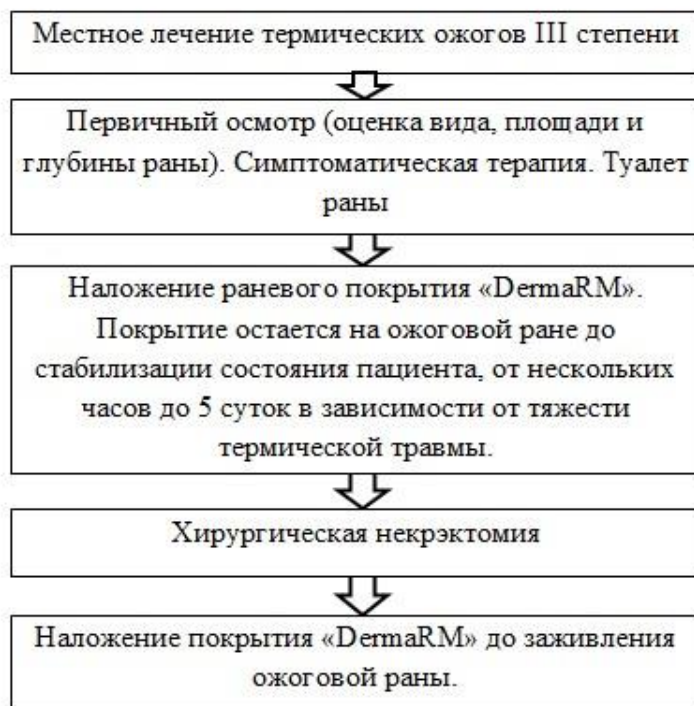 Местное лечение термических ожогов III степени
Первичный осмотр (оценка вида, площади и
глубины раны). Симптоматическая терапия. Туалет
раны
Наложение раневого покрытия «DermaRM».
Покрытие остается на ожоговой ране до
стабилизации состояния пациента, от нескольких
часов до 5 суток в зависимости от тяжести
термической травмы.
Хирургическая некрэктомия
Наложение покрытия «DermaRM» до заживления
ожоговой раны.